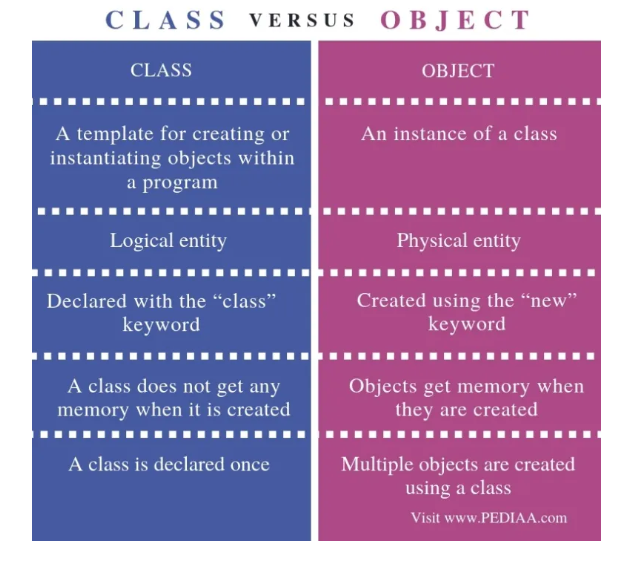 CLASS VERSUS OBJECT
CLASS
OBJECT
A template for creating or
instantiating objects within
a program
An instance of a class
Logical entity
Physical entity
Declared with the “class”
keyword
Created using the “new”
keyword
A class does not get any
memory when it is created
Objects get memory when
they are created
A class is declared once
Multiple objects are created
using a class
Visit www.PEDIAA.com